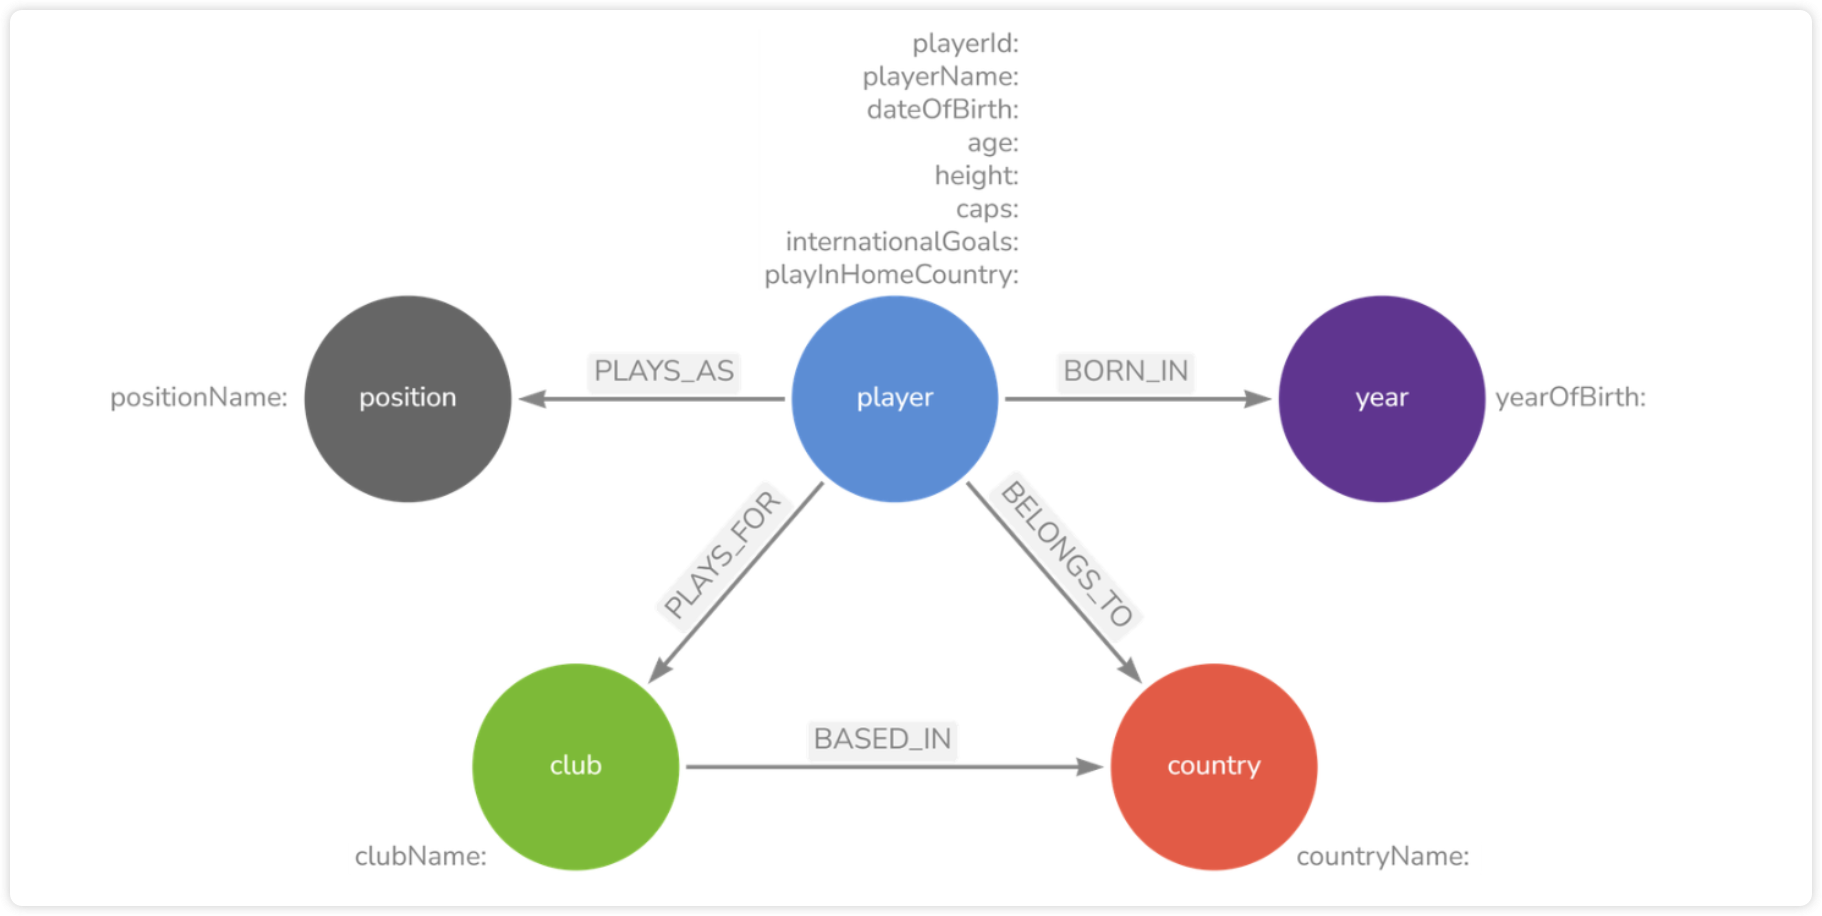 playerId:
playerName:
dateOfBirth:
age:
height:
caps:
internationalGoals:
playInHomeCountry:
PLAYS_AS
BORN_IN
positionName:
position
player
year
yearOfBirth:
PLAYS_FOR
BELONGS_TO
BASED_IN
club
country
clubName:
countryName: